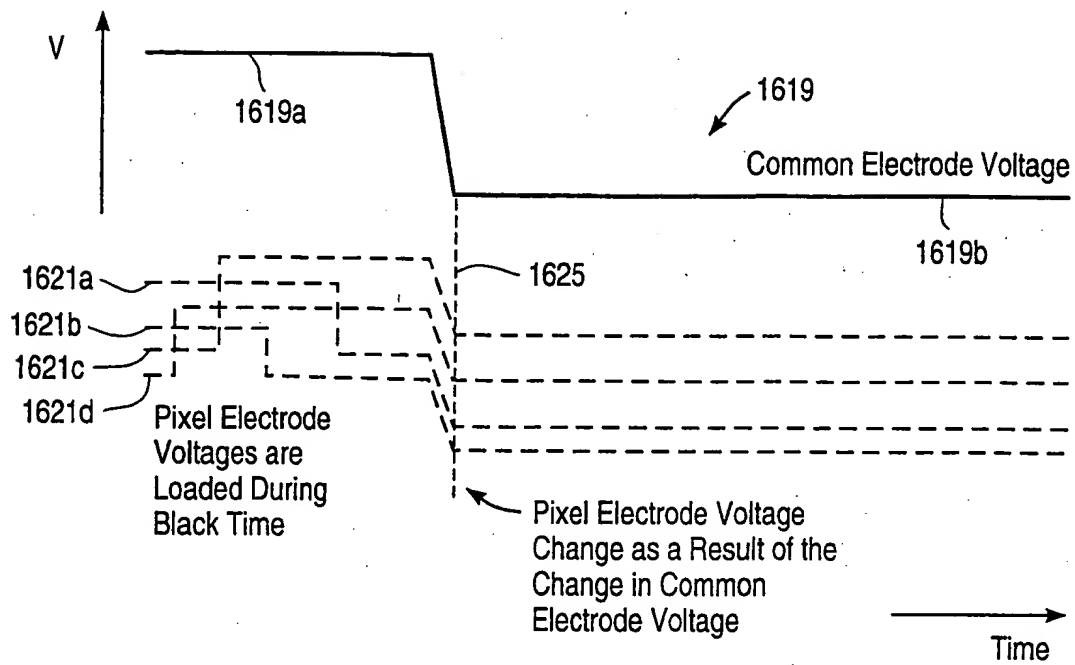 V
1619a
1619
Common Electrode Voltage
1619b
1621a
1625
1621b
1621c
1621d
Pixel Electrode
Voltages are
Loaded During
Black Time
Pixel Electrode Voltage
Change as a Result of the
Change in Common
Electrode Voltage
Time